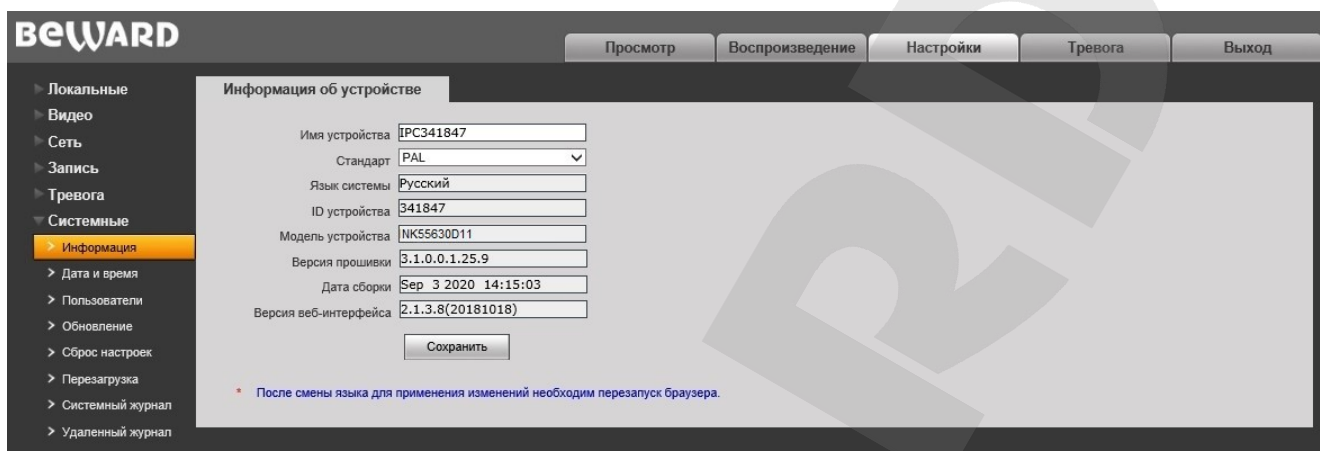 BEWARD
Просмотр Воспроизведение Настройки Тревога Выход
Локальные
Видео
Сеть
Запись
Тревога
Системные
Информация
Дата и время
Пользователи
Обновление
Сброс настроек
Перезагрузка
Системный журнал
Удаленный журнал
Информация об устройстве
Имя устройства IPC341847
Стандарт PAL
Язык системы Русский
ID устройства 341847
Модель устройства NK55630D11
Версия прошивки 3.1.0.0.1.25.9
Дата сборки Sep 3 2020 14:15:03
Версия веб-интерфейса 2.1.3.8(20181018)
Сохранить
* После смены языка для применения изменений необходим перезапуск браузера.